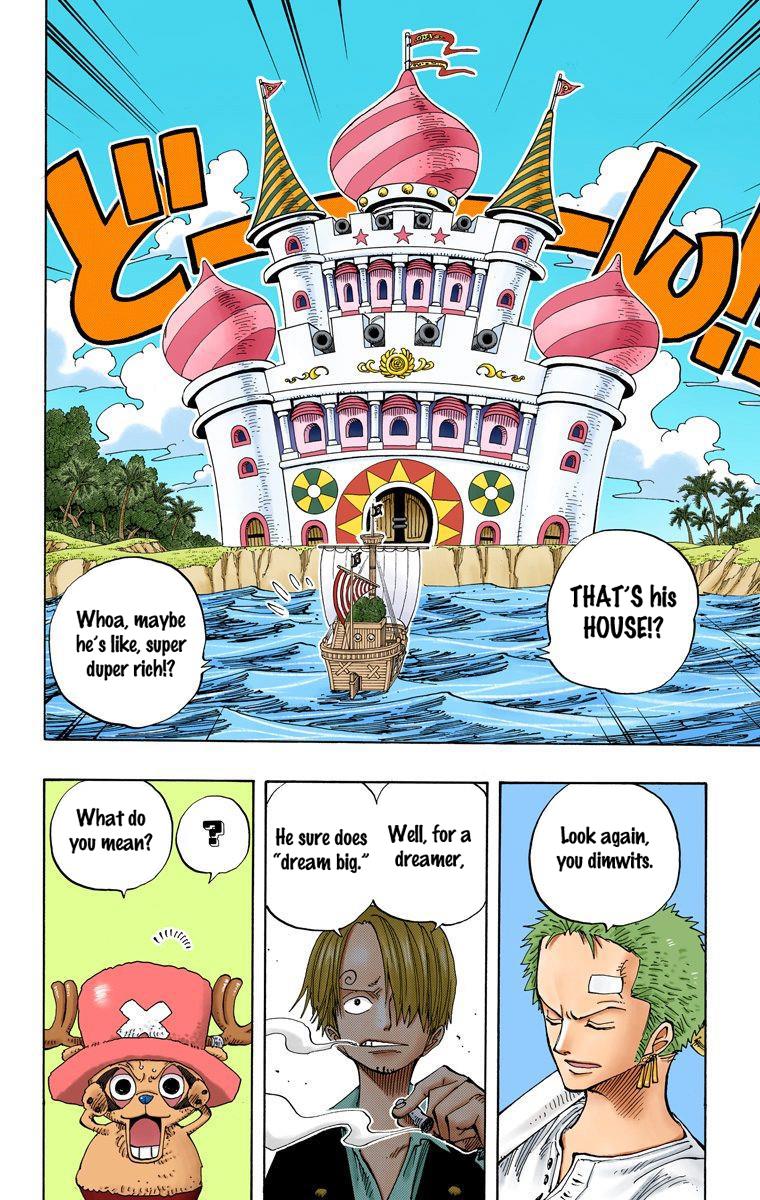 どーーーん!!
THAT'S his
HOUSE!?
Whoa, maybe
he's like, super
duper rich!?
Look again,
you dimwits.
Well, for a
dreamer,
He sure does
"dream big."
?
What do
you mean?